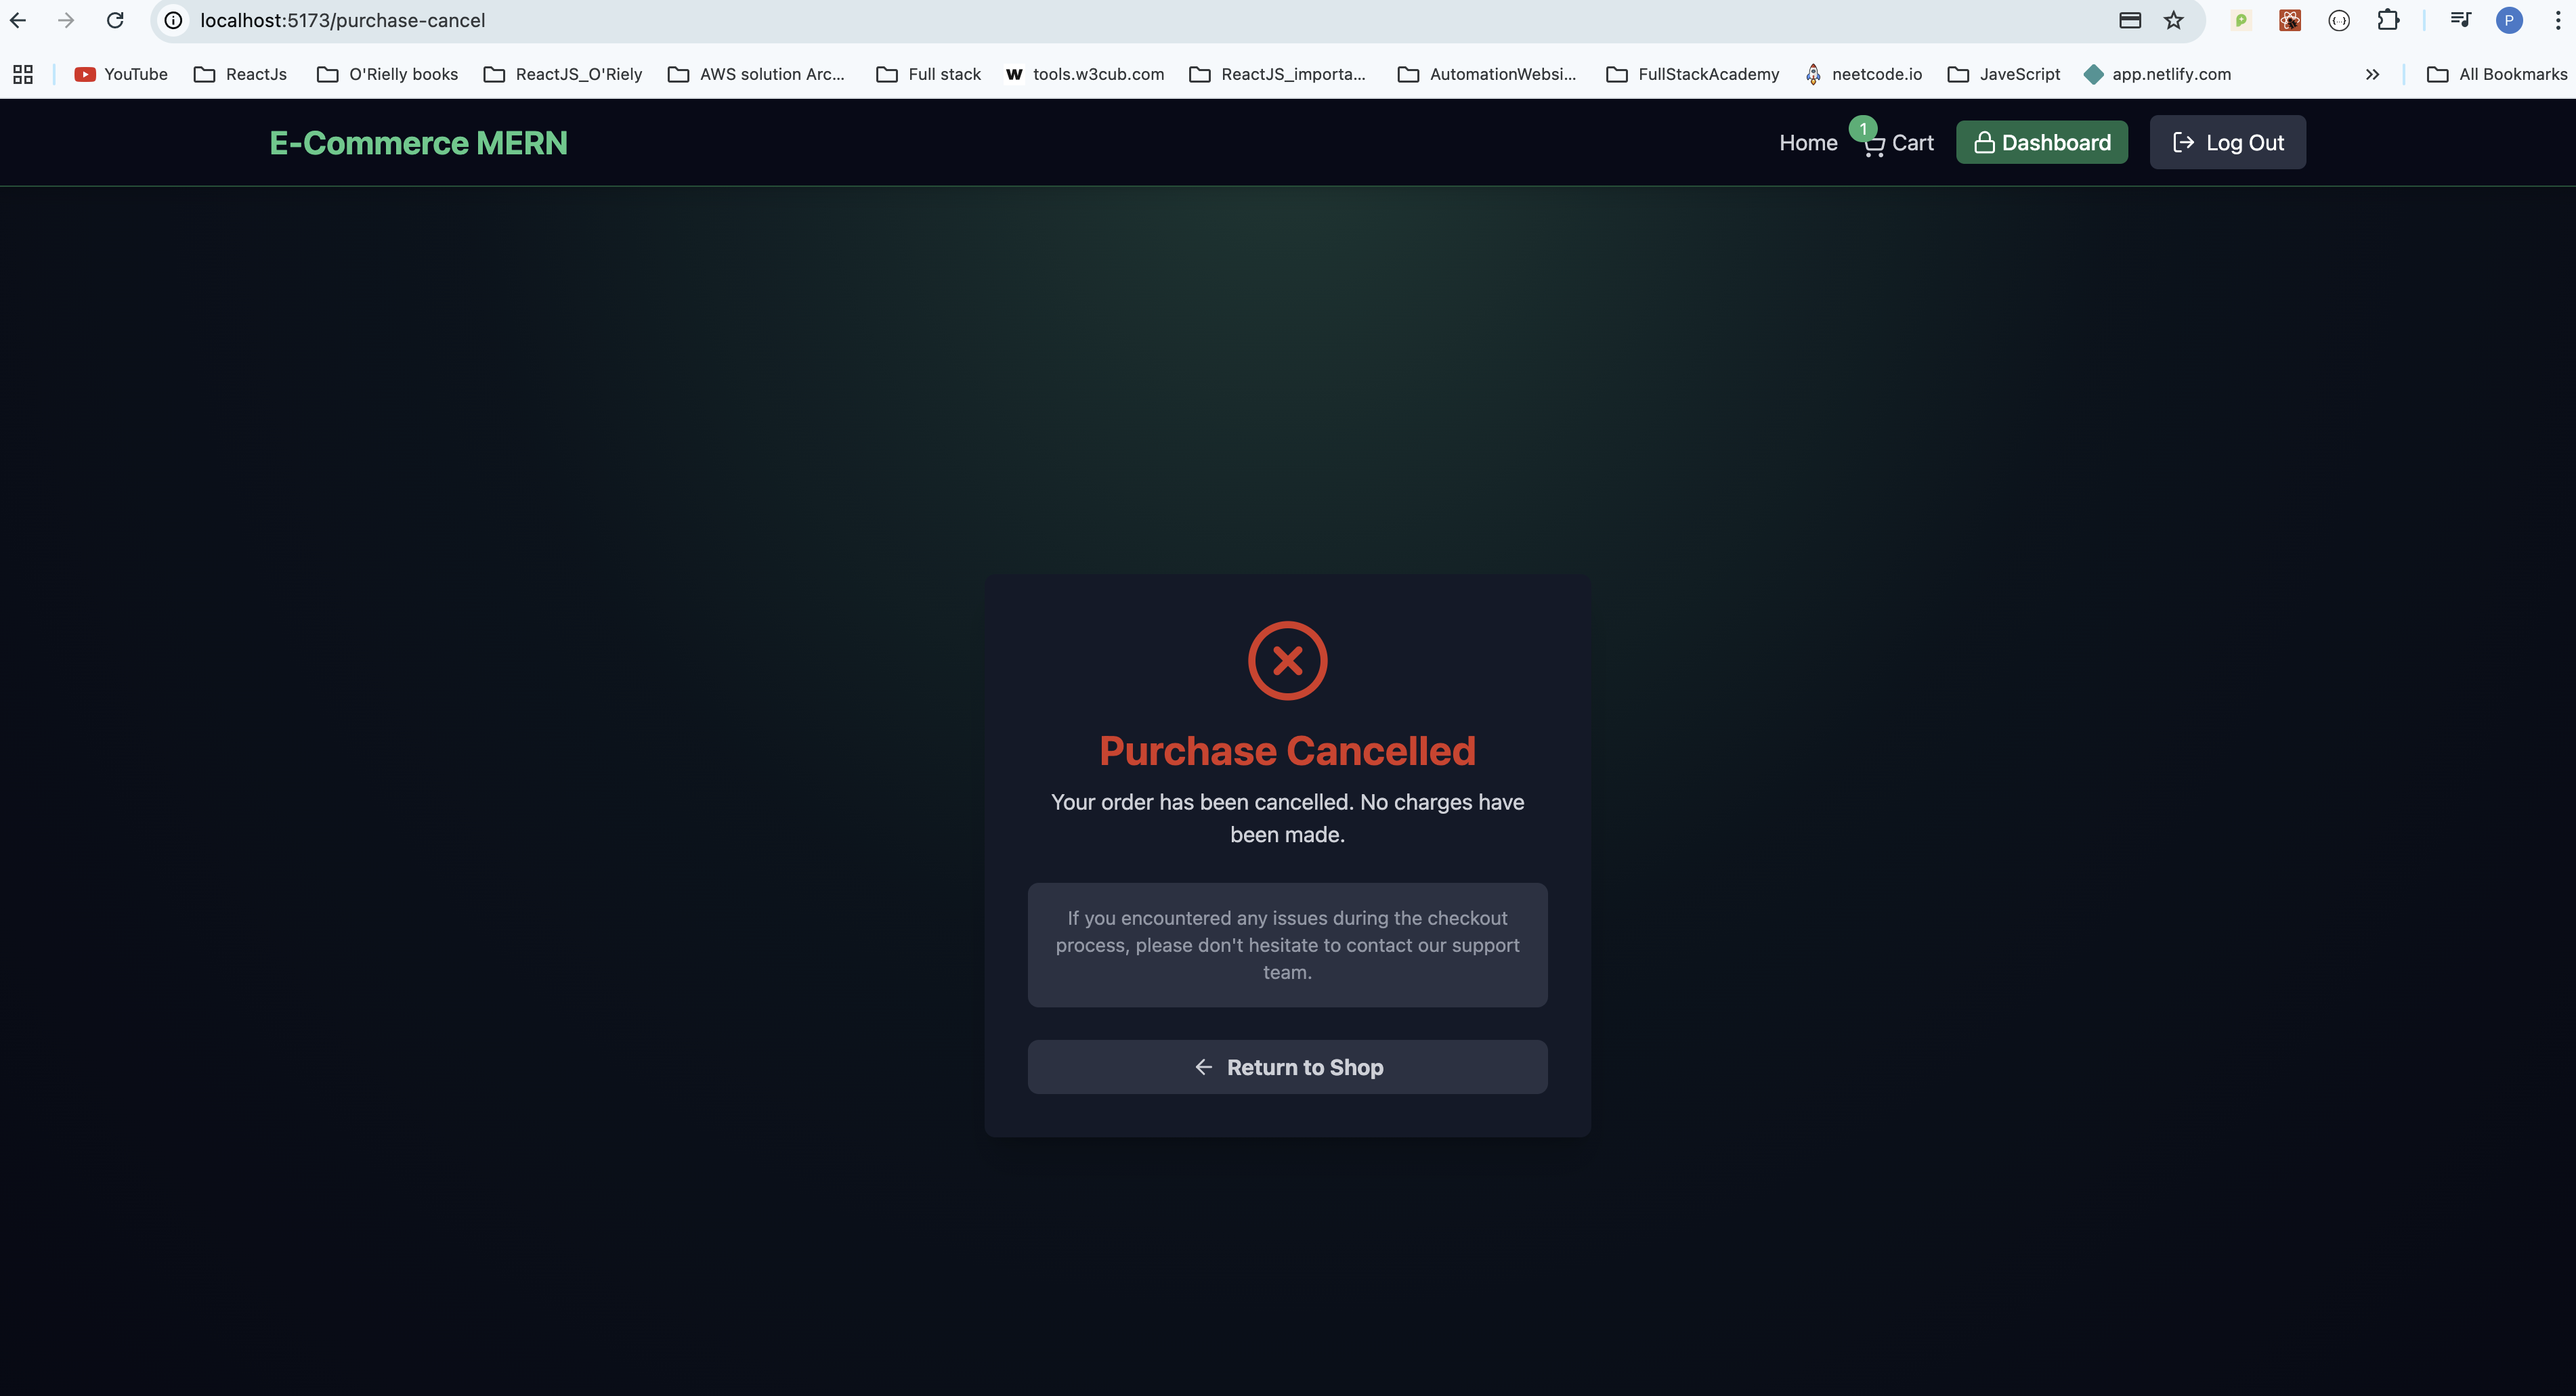 localhost:5173/purchase-cancel
P
YouTube ReactJs O'Rielly books ReactJS_O'Riely AWS solution Arc... Full stack W tools.w3cub.com ReactJS_importa... AutomationWebsi... FullStackAcademy neetcode.io JaveScript app.netlify.com All Bookmarks
E-Commerce MERN Home 1 Cart Dashboard Log Out
Purchase Cancelled
Your order has been cancelled. No charges have
been made.
If you encountered any issues during the checkout
process, please don't hesitate to contact our support
team.
Return to Shop